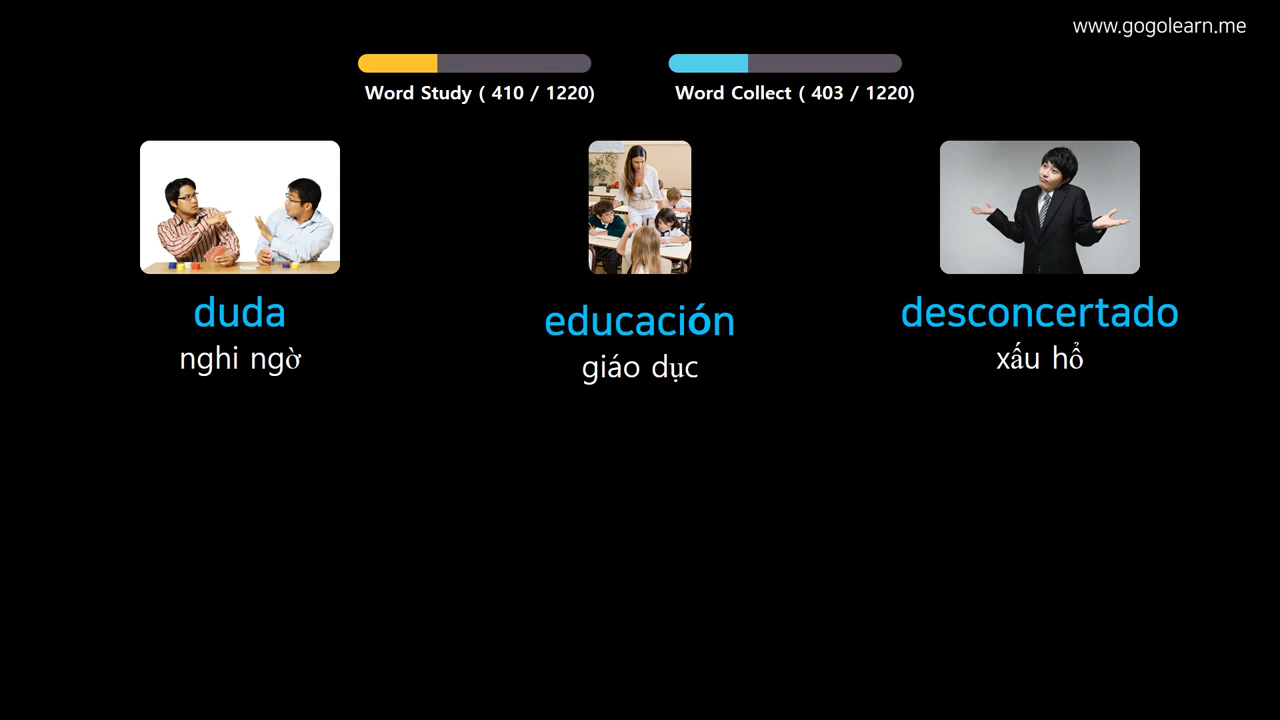 www.gogolearn.me
Word Study ( 410 / 1220)
Word Collect ( 403 / 1220)
duda
nghi ngờ
educación
giáo dục
desconcertado
xấu hổ